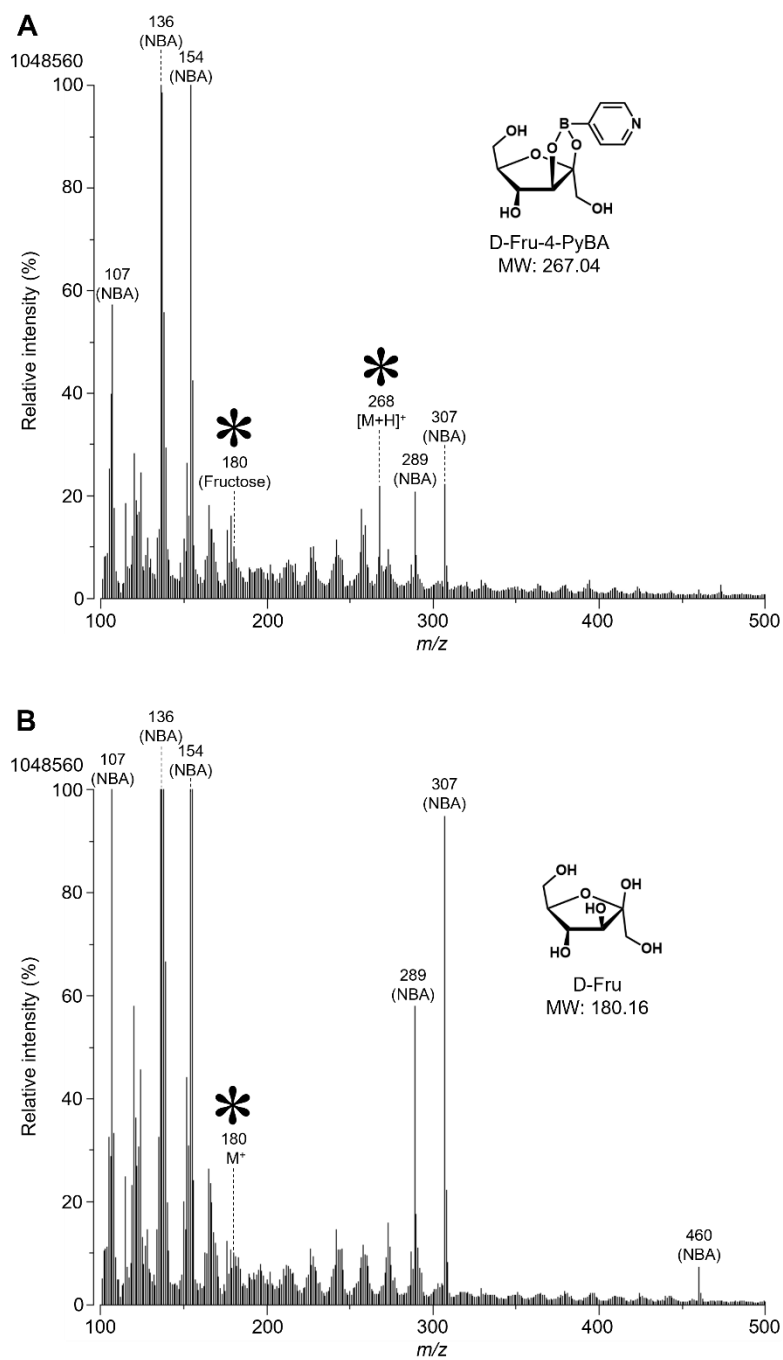 A
136
(NBA)
154
(NBA)
1048560
100
80
60
40
20
0
Relative intensity (%)
107
(NBA)
180
(Fructose)
268
[M+H]⁺
289
(NBA)
307
(NBA)
OH
O
B
N
O
O
HO
OH
D-Fru-4-PyBA
MW: 267.04
100
200
300
400
500
m/z
B
136
(NBA)
107
(NBA)
154
(NBA)
1048560
100
80
60
40
20
0
Relative intensity (%)
180
M⁺
289
(NBA)
307
(NBA)
460
(NBA)
OH
O
OH
HO
HO
OH
D-Fru
MW: 180.16
100
200
300
400
500
m/z